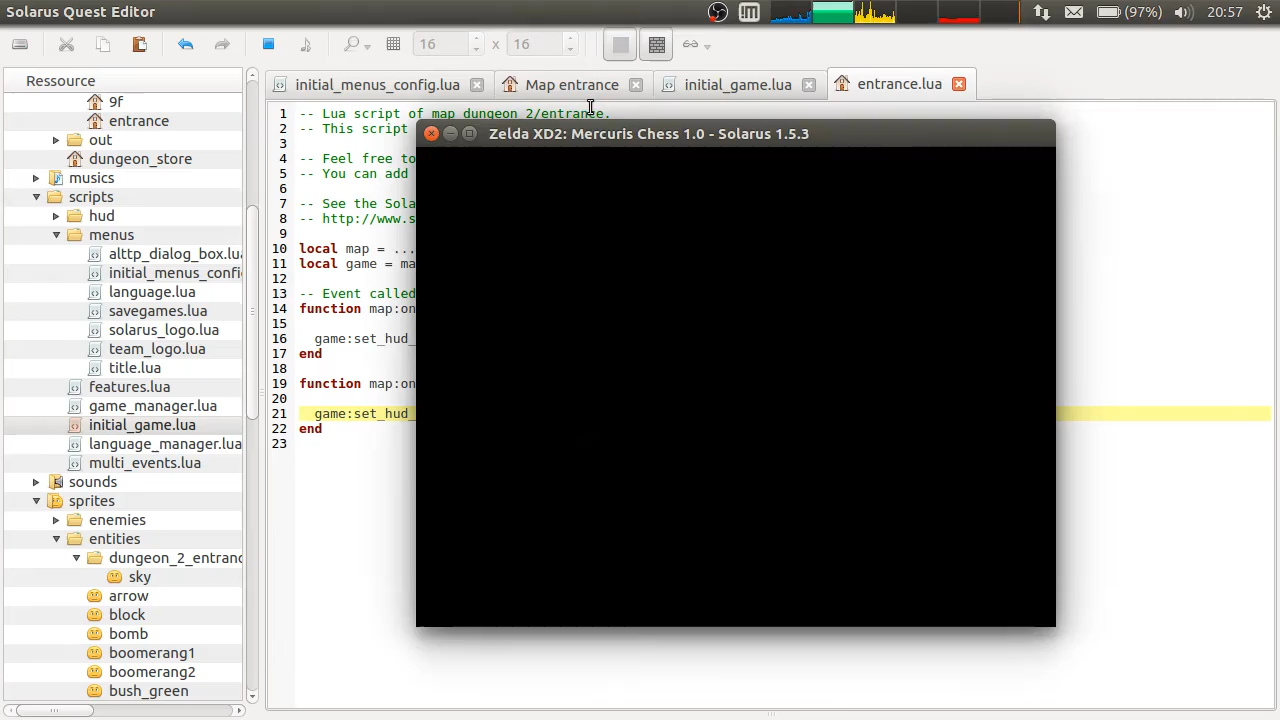 Solarus Quest Editor
(97%)
20:57
16 x 16
Ressource
initial_menus_config.lua
Map entrance
initial_game.lua
entrance.lua
9f
entrance
out
dungeon_store
musics
scripts
hud
menus
alttp_dialog_box.lua
initial_menus_config
language.lua
savegames.lua
solarus_logo.lua
team_logo.lua
title.lua
features.lua
game_manager.lua
initial_game.lua
language_manager.lua
multi_events.lua
sounds
sprites
enemies
entities
dungeon_2_entranc
sky
arrow
block
bomb
boomerang1
boomerang2
bush_green
1 -- Lua script of map dungeon_2/entrance.
2 -- This script
3
4 -- Feel free to
5 -- You can add
6
7 -- See the Sola
8 -- http://www.s
9
10 local map = ...
11 local game = ma
12
13 -- Event called
14 function map:on
15
16 game:set_hud_
17 end
18
19 function map:on
20
21 game:set_hud_
22 end
23
Zelda XD2: Mercuris Chess 1.0 - Solarus 1.5.3